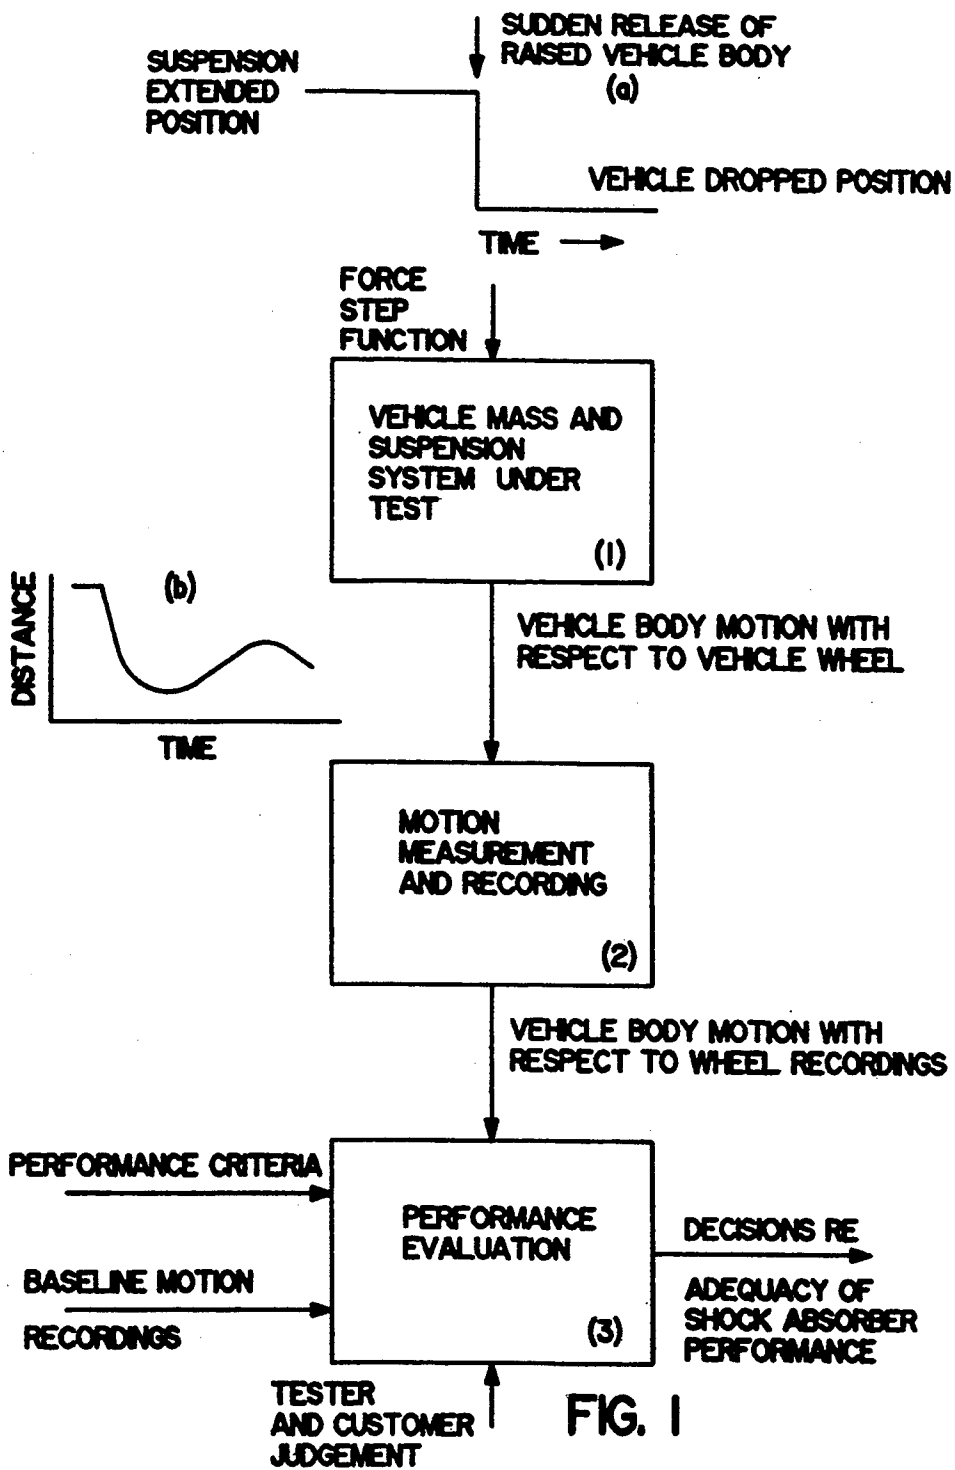 SUDDEN RELEASE OF
RAISED VEHICLE BODY
(a)
SUSPENSION
EXTENDED
POSITION
VEHICLE DROPPED POSITION
TIME
FORCE
STEP
FUNCTION
VEHICLE MASS AND
SUSPENSION
SYSTEM UNDER
TEST
(1)
(b)
DISTANCE
TIME
VEHICLE BODY MOTION WITH
RESPECT TO VEHICLE WHEEL
MOTION
MEASUREMENT
AND RECORDING
(2)
VEHICLE BODY MOTION WITH
RESPECT TO WHEEL RECORDINGS
PERFORMANCE CRITERIA
BASELINE MOTION
RECORDINGS
PERFORMANCE
EVALUATION
(3)
DECISIONS RE
ADEQUACY OF
SHOCK ABSORBER
PERFORMANCE
TESTER
AND CUSTOMER
JUDGEMENT
FIG. 1